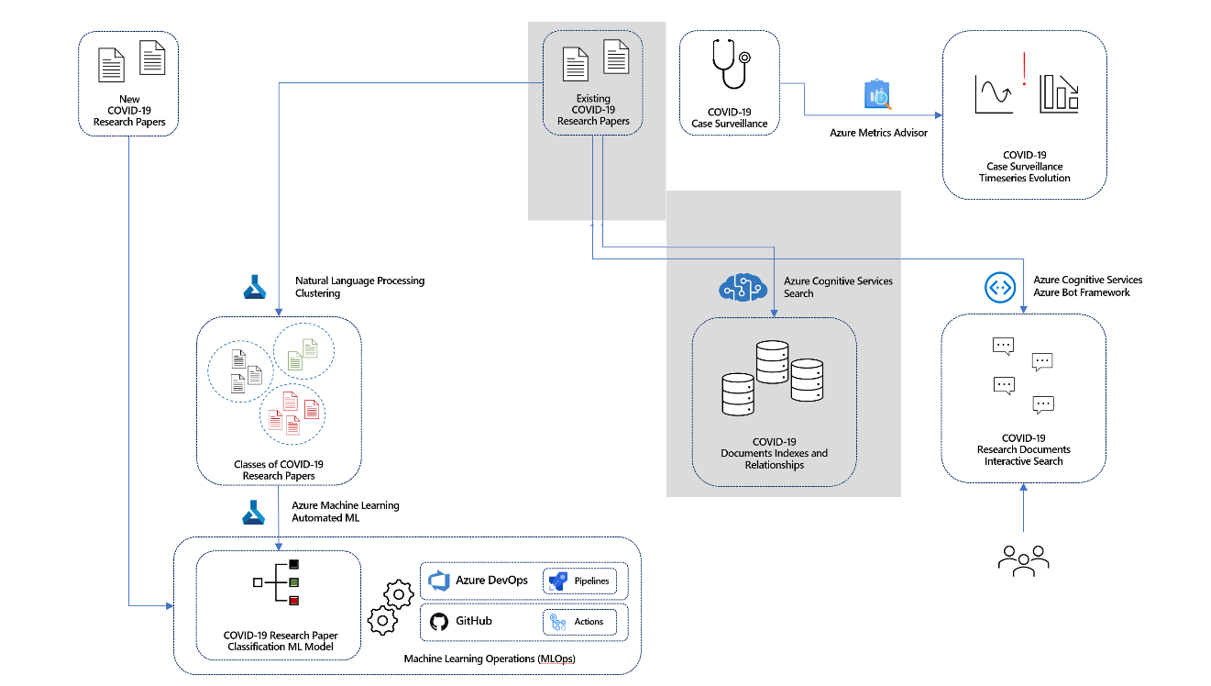 New
COVID-19
Research Papers
Existing
COVID-19
Research Papers
COVID-19
Case Surveillance
Azure Metrics Advisor
COVID-19
Case Surveillance
Timeseries Evolution
Natural Language Processing
Clustering
Azure Cognitive Services
Search
Azure Cognitive Services
Azure Bot Framework
Classes of COVID-19
Research Papers
COVID-19
Documents Indexes and
Relationships
COVID-19
Research Documents
Interactive Search
Azure Machine Learning
Automated ML
COVID-19 Research Paper
Classification ML Model
Azure DevOps
Pipelines
GitHub
Actions
Machine Learning Operations (MLOps)